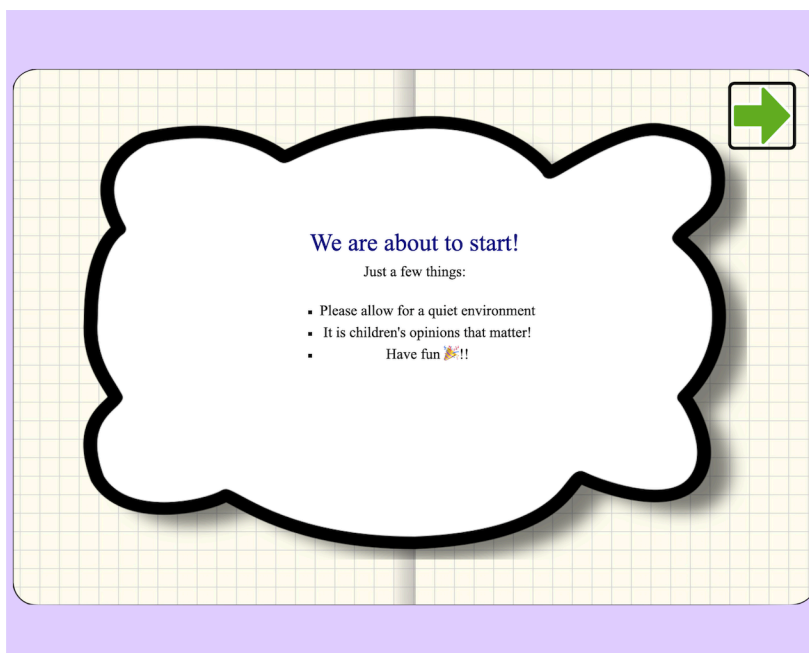 We are about to start!
Just a few things:
▪ Please allow for a quiet environment
▪ It is children's opinions that matter!
▪ Have fun 🎉!!